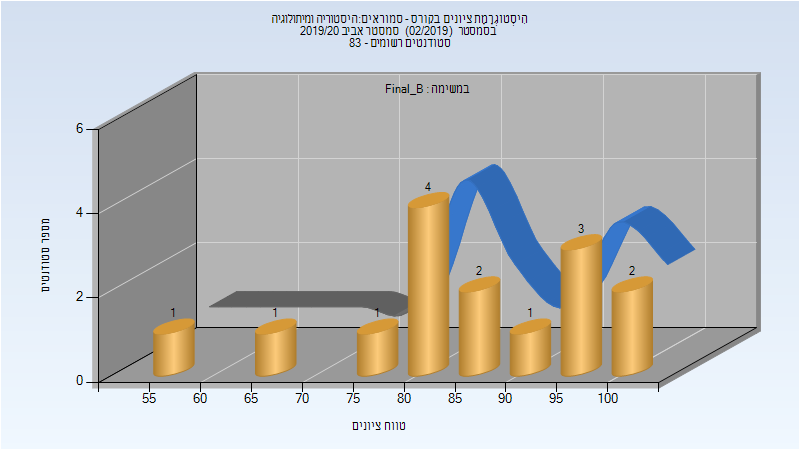 היסטוגרמת ציונים בקורס - סמוראים:היסטוריה ומיתולוגיה
בסמסטר (02/2019) סמסטר אביב 2019/20
סטודנטים רשומים - 83
במשימה : Final_B
מספר סטודנטים
6
4
2
0
1
1
1
4
2
1
3
2
55 60 65 70 75 80 85 90 95 100
טווח ציונים